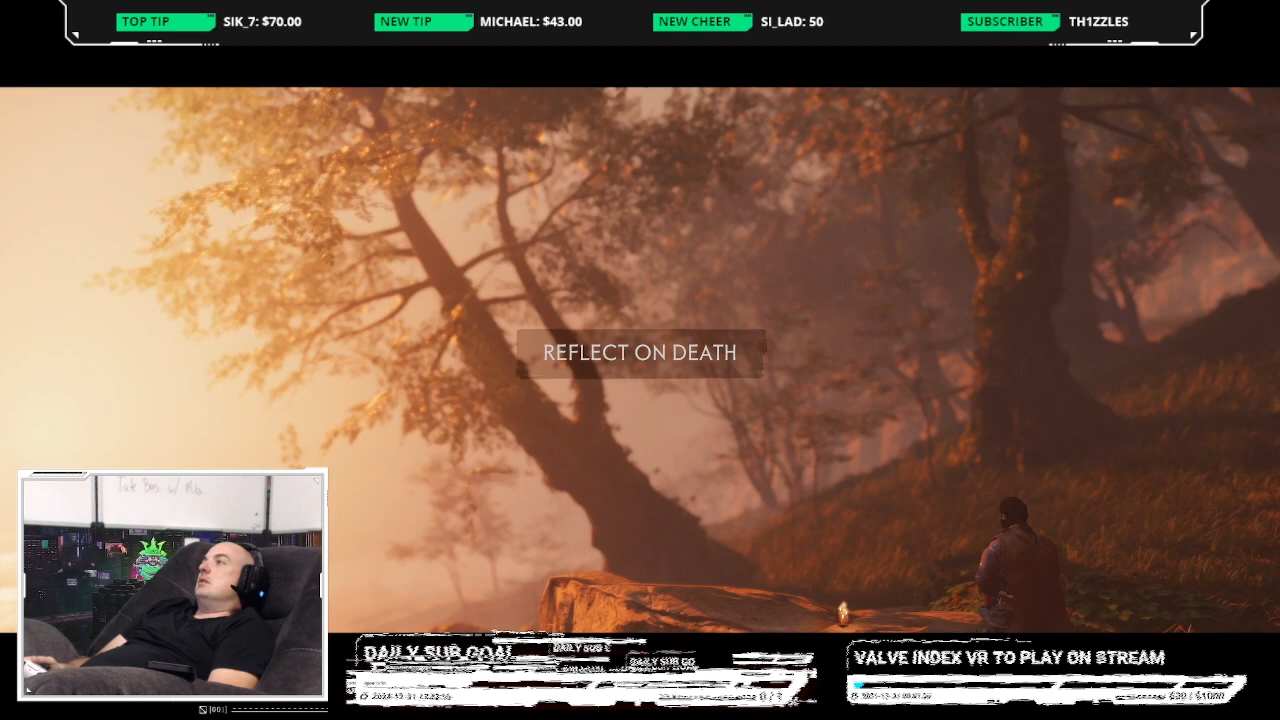 TOP TIP SIK_7: $70.00 NEW TIP MICHAEL: $43.00 NEW CHEER SI_LAD: 50 SUBSCRIBER TH1ZZLES
REFLECT ON DEATH
DAILY SUB GOAL
VALVE INDEX VR TO PLAY ON STREAM
[00]